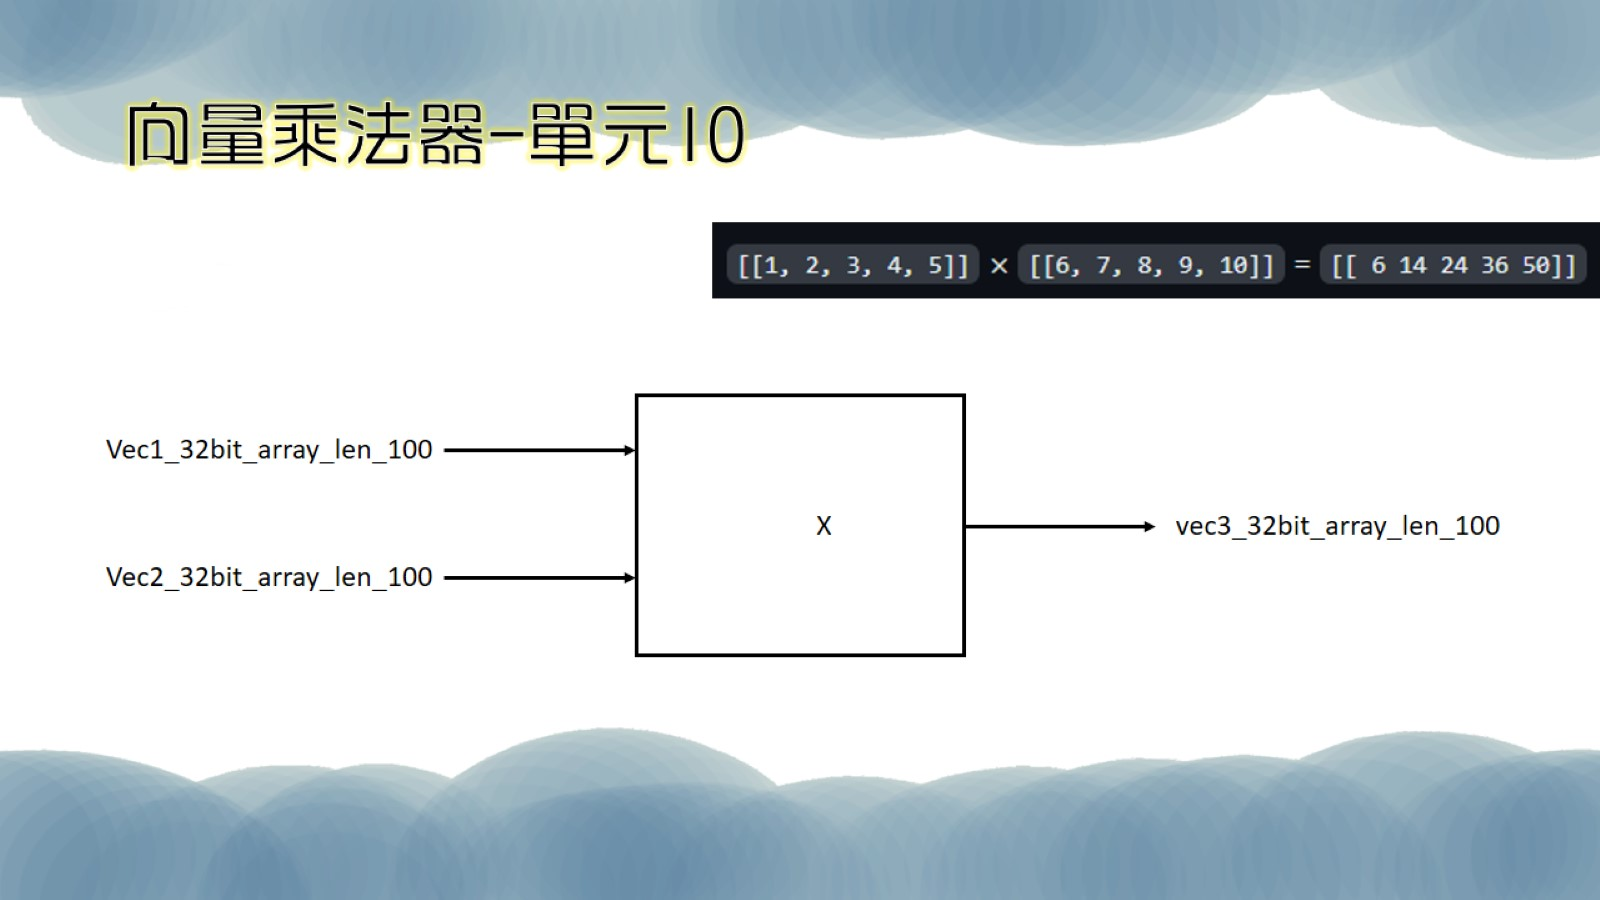 向量乘法器-單元10
[[1, 2, 3, 4, 5]] × [[6, 7, 8, 9, 10]] = [[ 6 14 24 36 50]]
Vec1_32bit_array_len_100
X
vec3_32bit_array_len_100
Vec2_32bit_array_len_100